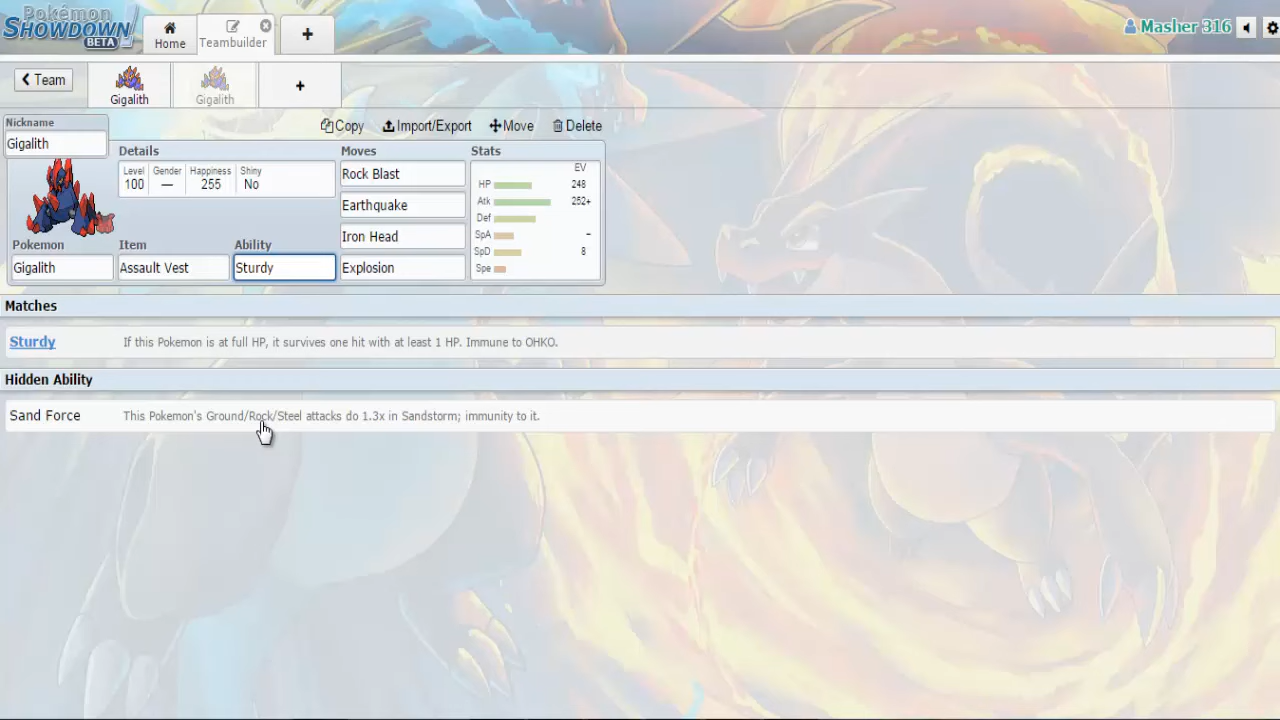 Pokémon
SHOWDOWN
BETA
Home
Teambuilder
+
Masher 316
Team
Gigalith
Gigalith
+
Nickname
Gigalith
Copy
Import/Export
Move
Delete
Details
Moves
Stats
Level
Gender
Happiness
Shiny
100
—
255
No
Rock Blast
Earthquake
Iron Head
Explosion
EV
HP 248
Atk 252+
Def
SpA –
SpD 8
Spe
Pokemon
Item
Ability
Gigalith
Assault Vest
Sturdy
Matches
Sturdy If this Pokemon is at full HP, it survives one hit with at least 1 HP. Immune to OHKO.
Hidden Ability
Sand Force This Pokemon's Ground/Rock/Steel attacks do 1.3x in Sandstorm; immunity to it.